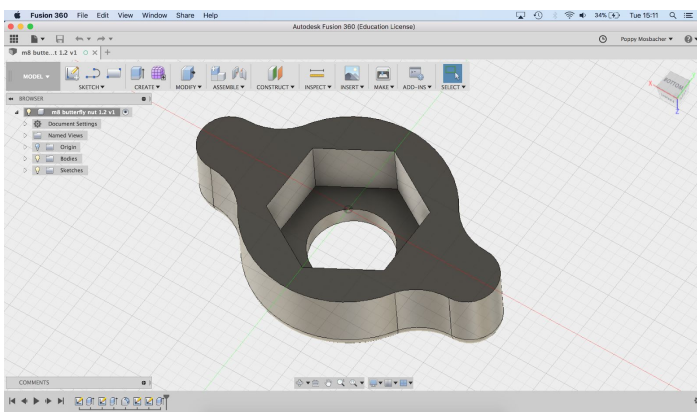 Fusion 360 File Edit View Window Share Help 34% Tue 15:11
Autodesk Fusion 360 (Education License)
Poppy Mosbacher
m8 butte...t 1.2 v1
MODEL SKETCH CREATE MODIFY ASSEMBLE CONSTRUCT INSPECT INSERT MAKE ADD-INS SELECT
BROWSER
m8 butterfly nut 1.2 v1
Document Settings
Named Views
Origin
Bodies
Sketches
BOTTOM
X
Z
COMMENTS